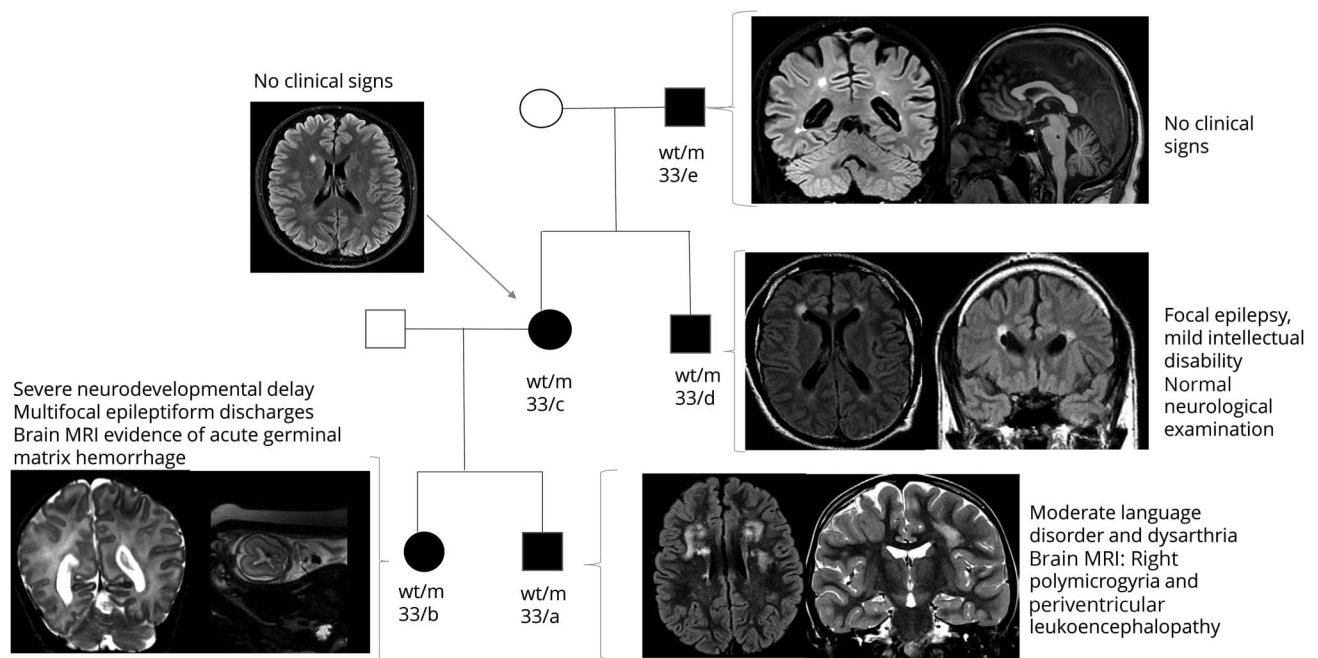 No clinical signs
wt/m
33/e
No clinical
signs
wt/m
33/c
wt/m
33/d
Focal epilepsy,
mild intellectual
disability
Normal
neurological
examination
Severe neurodevelopmental delay
Multifocal epileptiform discharges
Brain MRI evidence of acute germinal
matrix hemorrhage
wt/m
33/b
wt/m
33/a
Moderate language
disorder and dysarthria
Brain MRI: Right
polymicrogyria and
periventricular
leukoencephalopathy